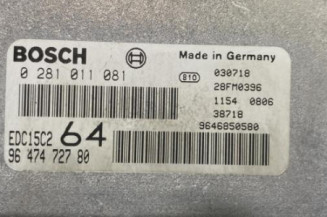 BOSCH
Made in Germany
0 281 011 081
810
030718
28FM0396
1154 0806
38718
9646850580
EDC15C2 64
96 474 727 80